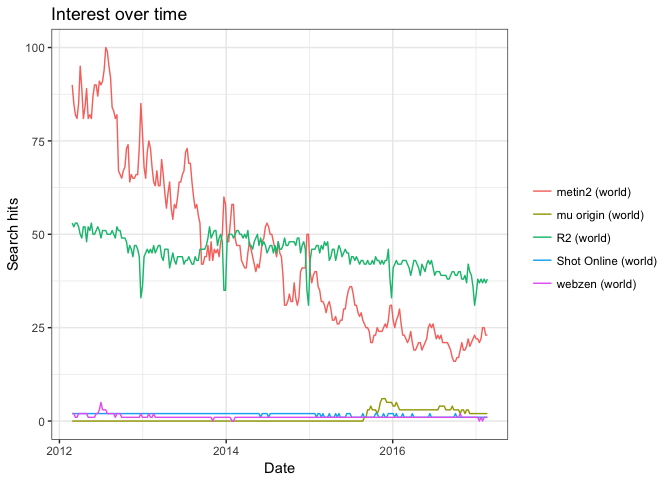 Interest over time
100
75
50
25
0
Search hits
2012
2014
2016
Date
metin2 (world)
mu origin (world)
R2 (world)
Shot Online (world)
webzen (world)